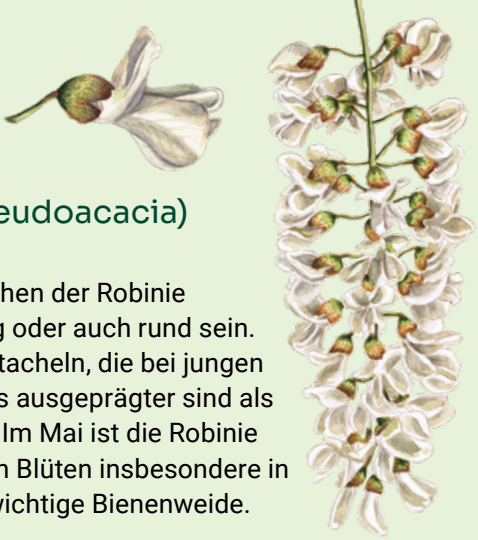 eudoacacia)
hen der Robinie
g oder auch rund sein.
tacheln, die bei jungen
s ausgeprägter sind als
Im Mai ist die Robinie
n Blüten insbesondere in
wichtige Bienenweide.